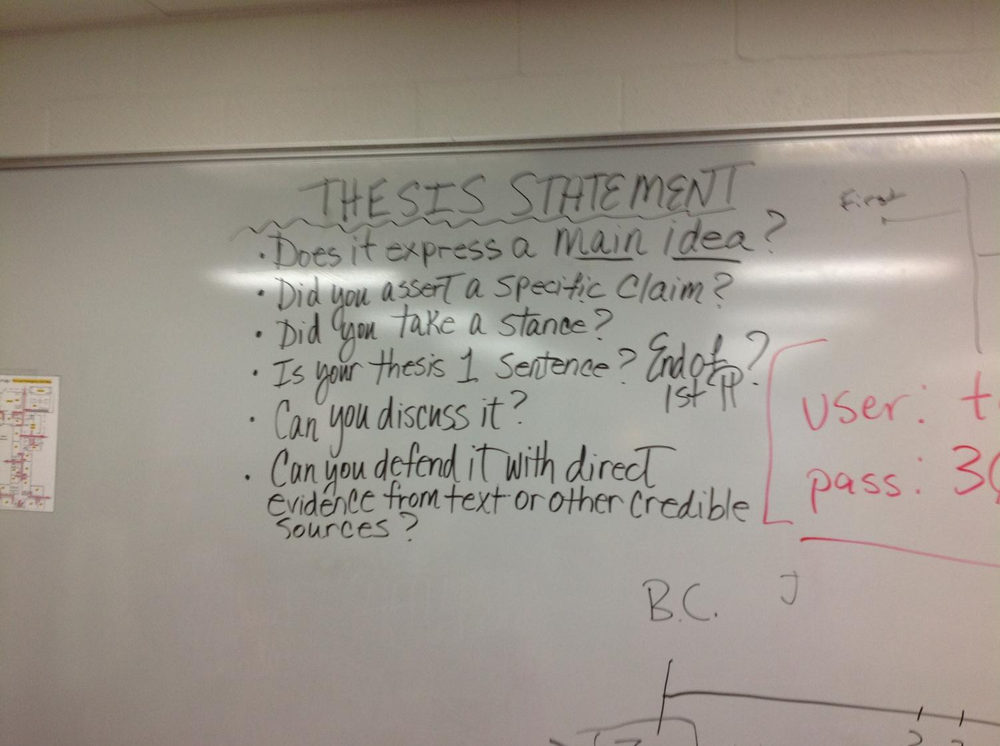 THESIS STATEMENT
• Does it express a main idea?
• Did you assert a specific claim?
• Did you take a stance?
• Is your thesis 1 sentence? End of
1st ¶?
• Can you discuss it?
• Can you defend it with direct
evidence from text or other credible
sources?
First
user: t
pass: 3
B.C. J